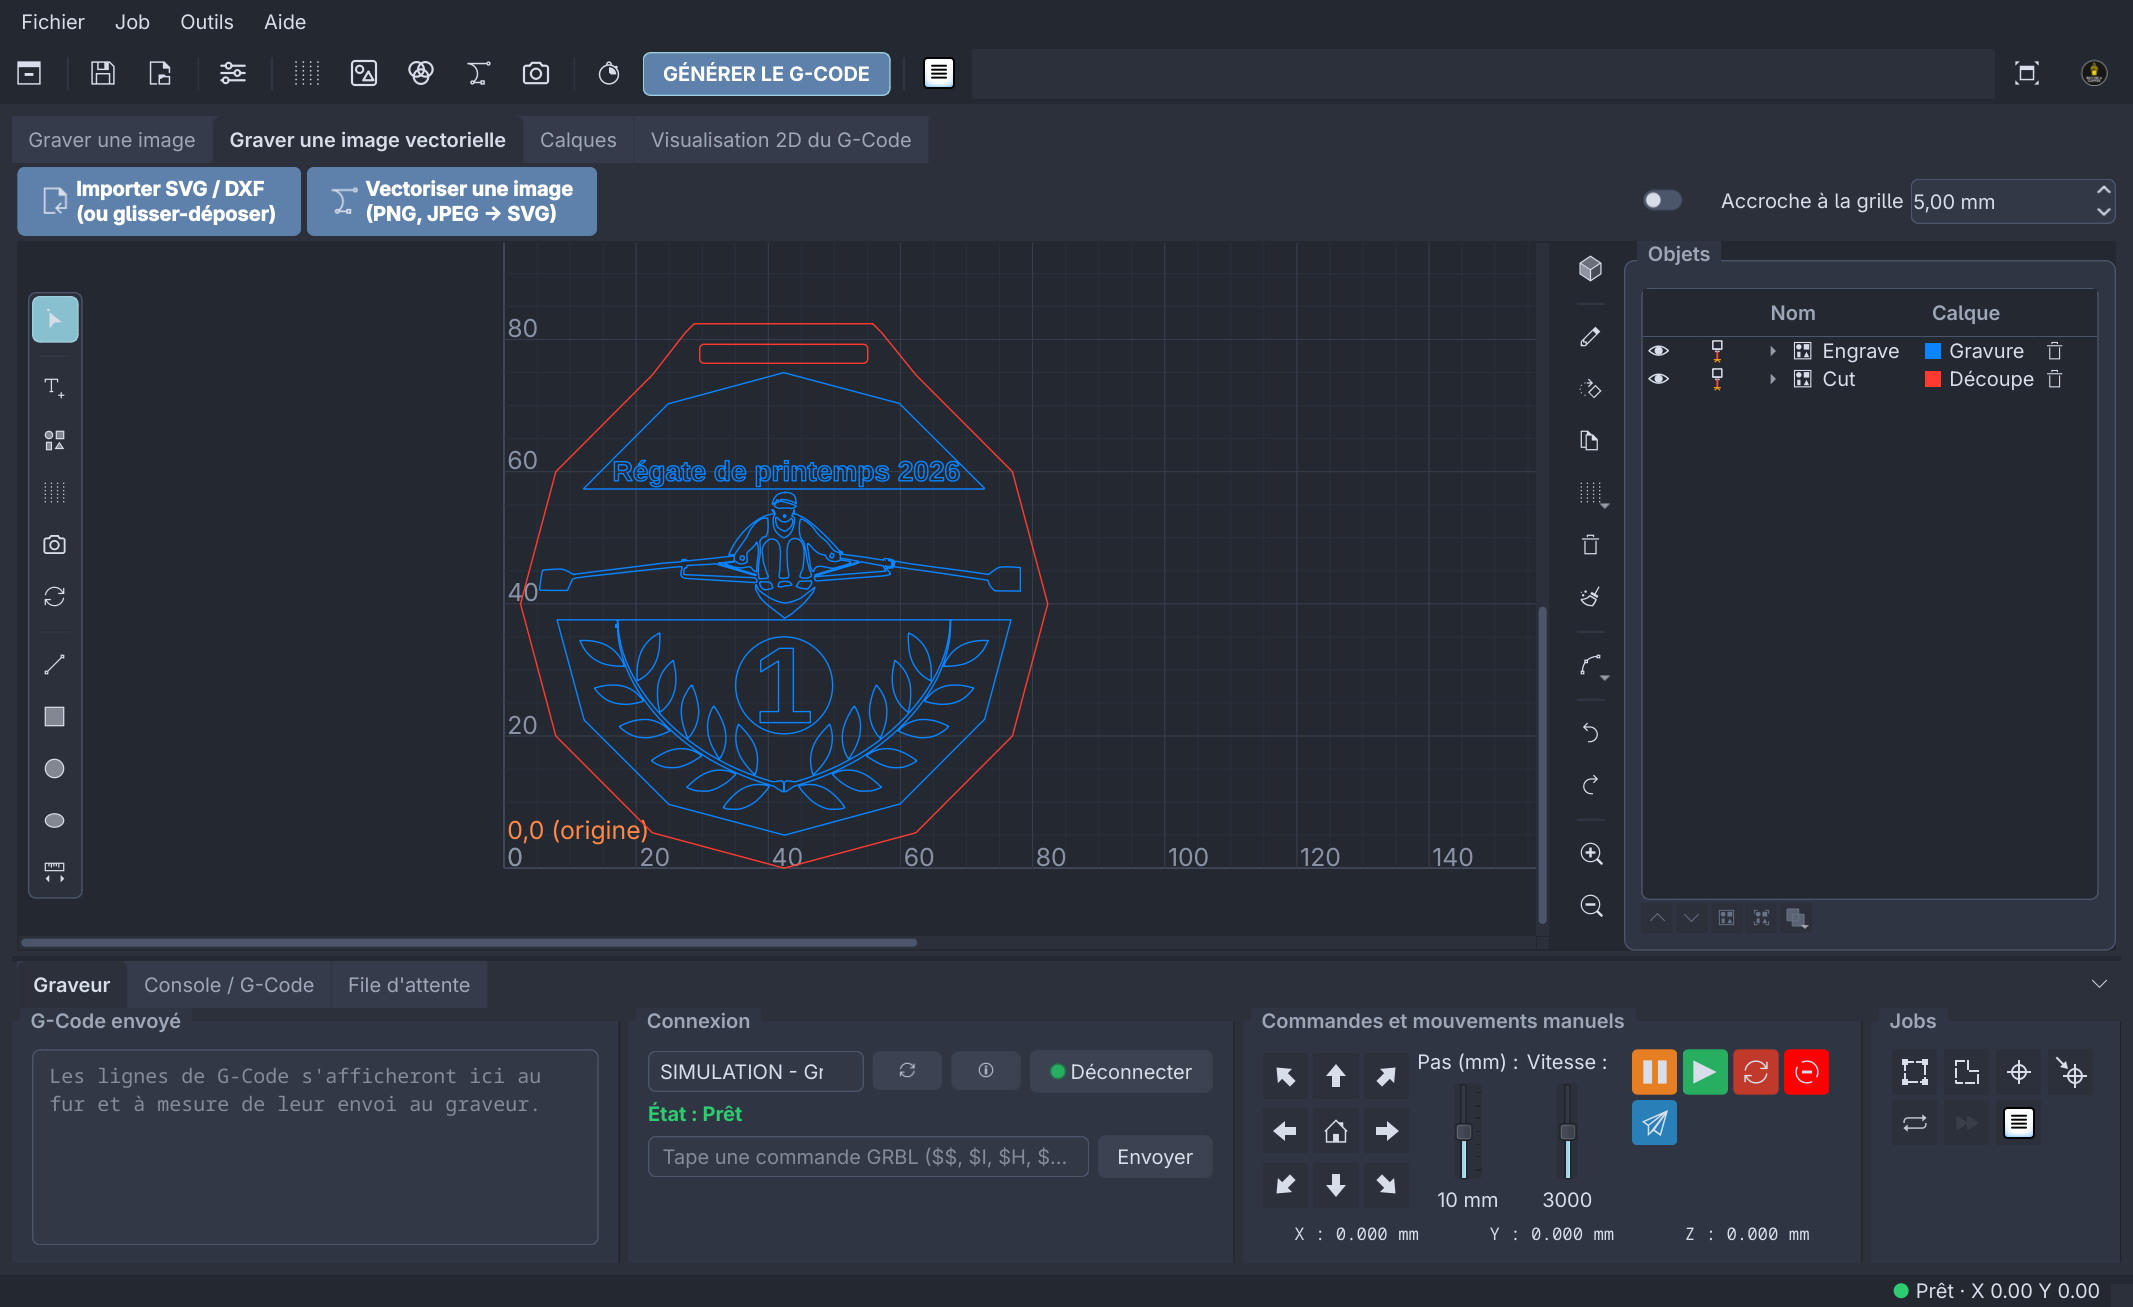 Fichier Job Outils Aide
GÉNÉRER LE G-CODE
Graver une image Graver une image vectorielle Calques Visualisation 2D du G-Code
Importer SVG / DXF
(ou glisser-déposer)
Vectoriser une image
(PNG, JPEG → SVG)
Accroche à la grille 5,00 mm
Objets
Nom Calque
Engrave Gravure
Cut Découpe
80
60
40
20
0,0 (origine)
0 20 40 60 80 100 120 140
Régate de printemps 2026
1
Graveur Console / G-Code File d'attente
G-Code envoyé
Les lignes de G-Code s'afficheront ici au
fur et à mesure de leur envoi au graveur.
Connexion
SIMULATION - Gr
Déconnecter
État : Prêt
Tape une commande GRBL ($$, $I, $H, $...
Envoyer
Commandes et mouvements manuels
Pas (mm) : Vitesse :
10 mm 3000
X : 0.000 mm Y : 0.000 mm Z : 0.000 mm
Jobs
Prêt · X 0.00 Y 0.00